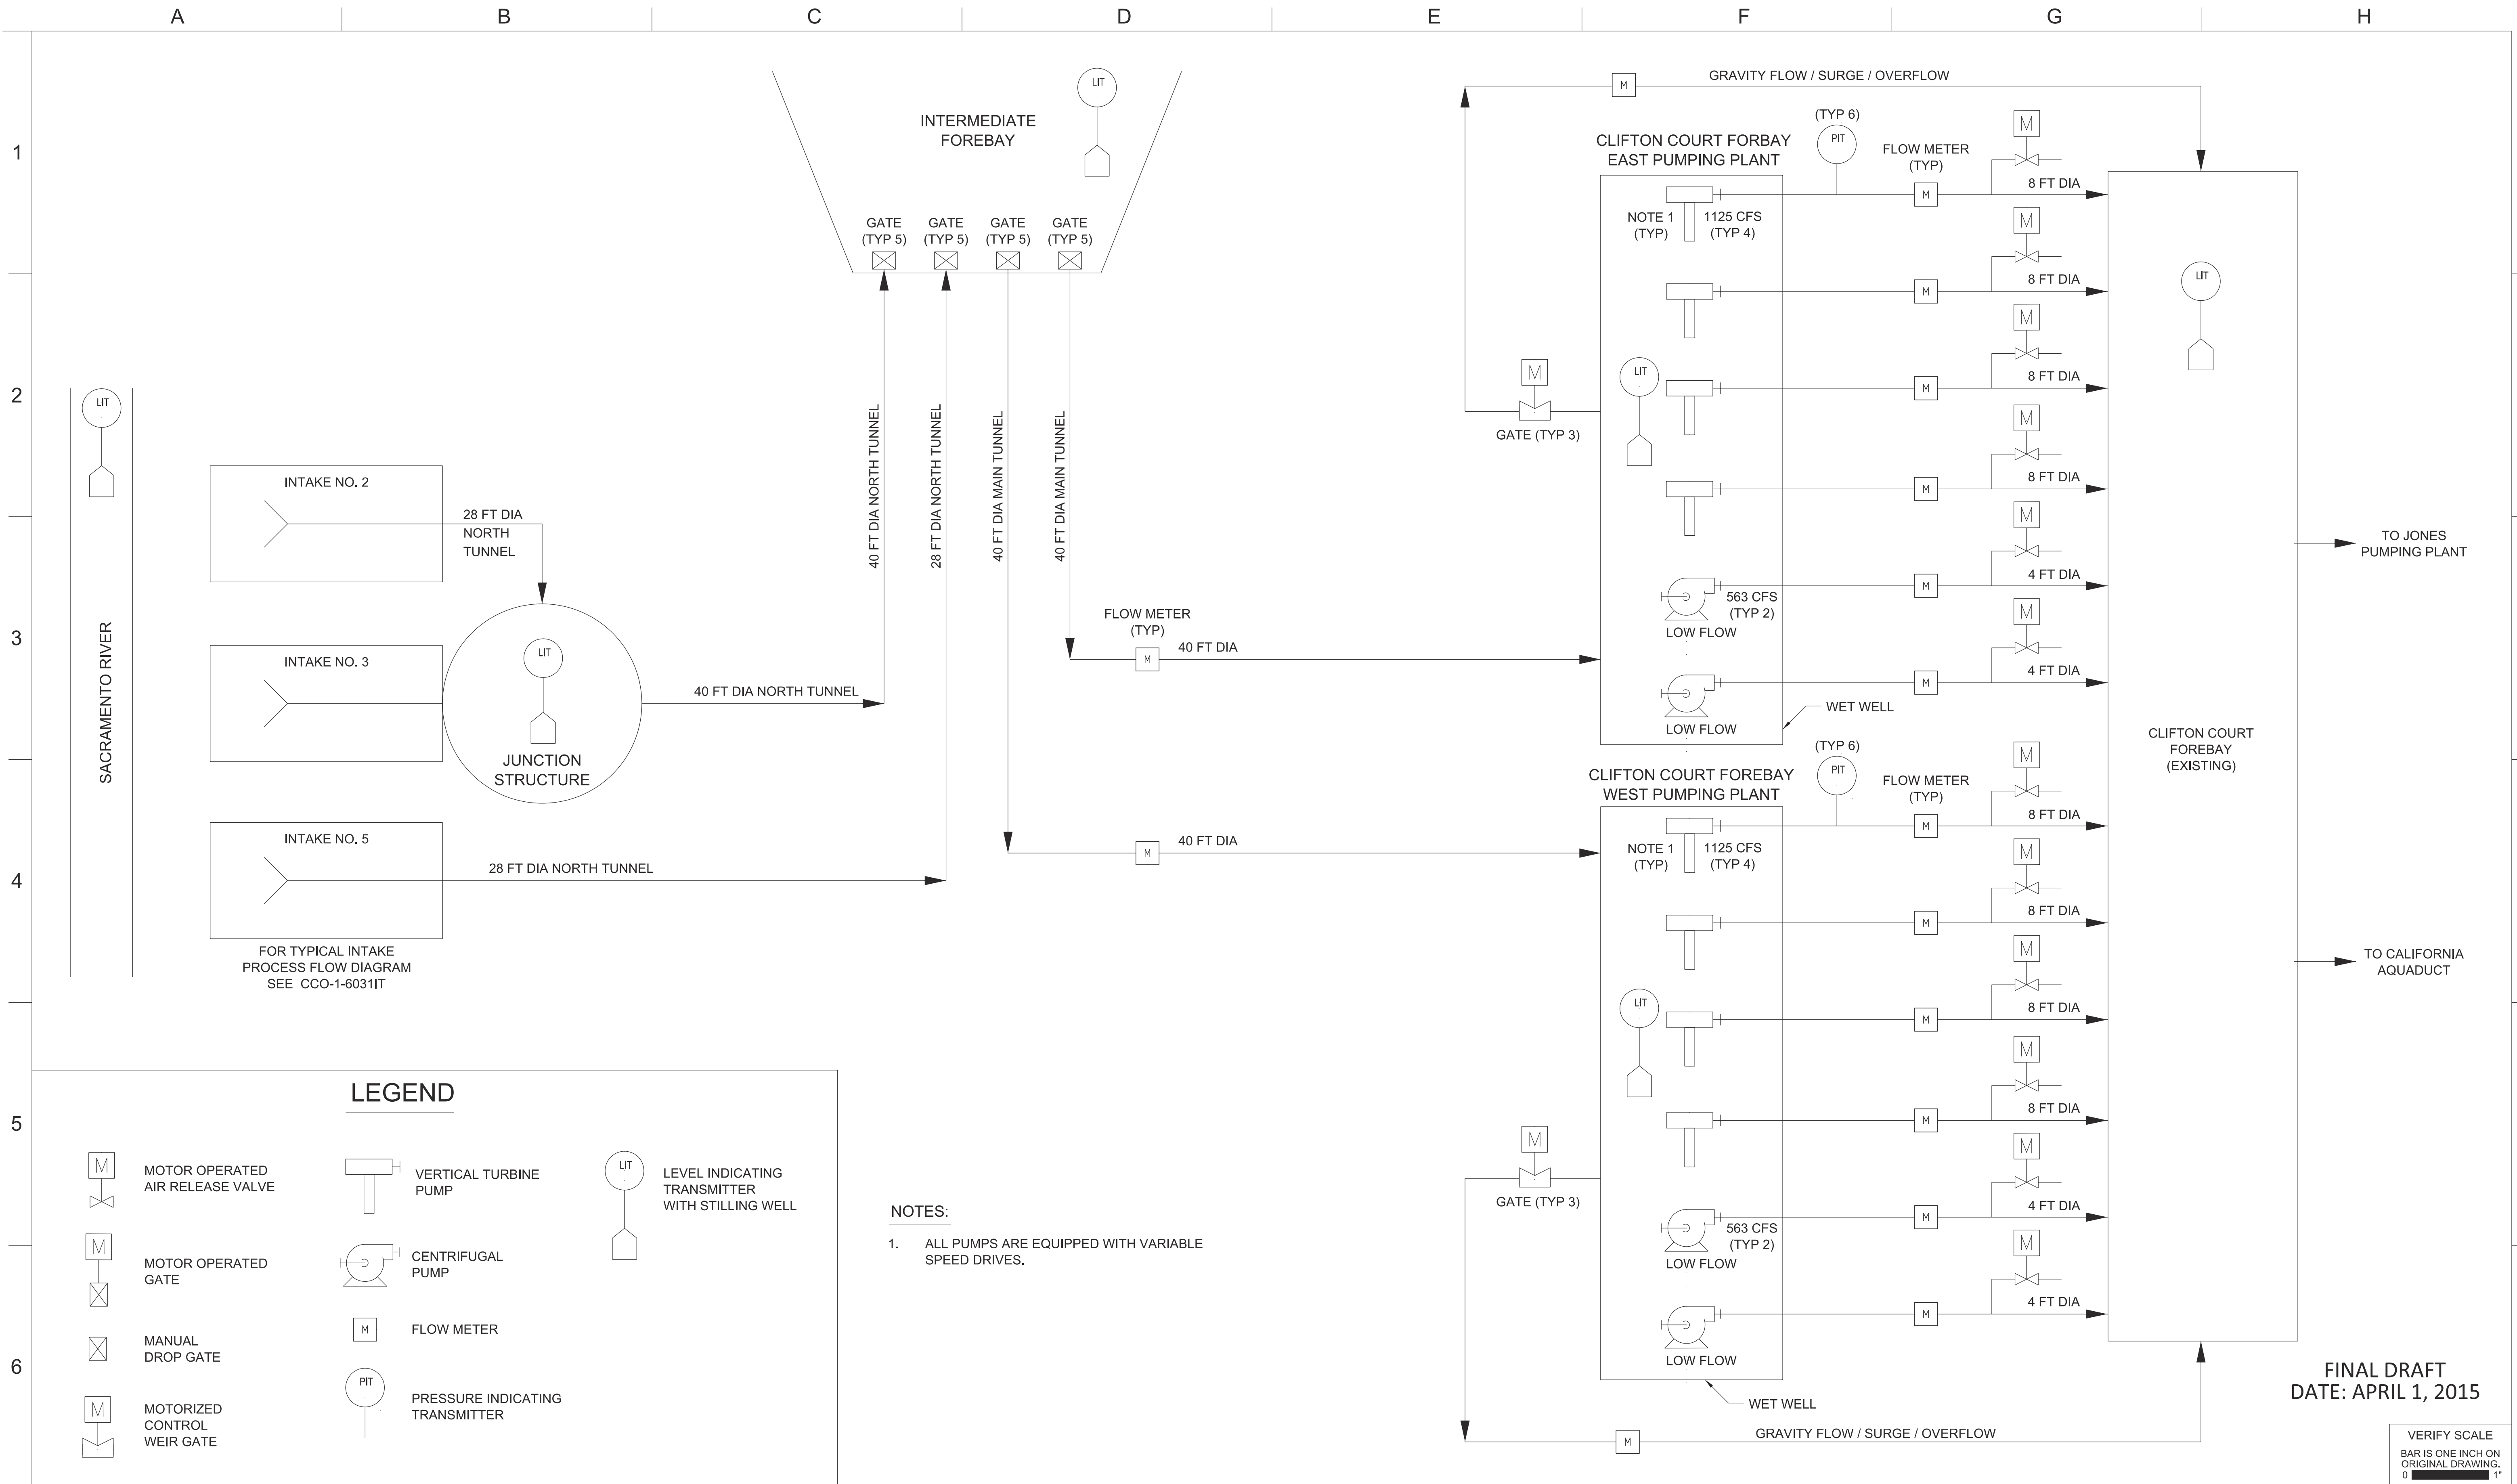 A B C D E F G H
1
2
3
4
5
6
SACRAMENTO RIVER
LIT
INTAKE NO. 2
28 FT DIA
NORTH
TUNNEL
INTAKE NO. 3
LIT
JUNCTION
STRUCTURE
40 FT DIA NORTH TUNNEL
INTAKE NO. 5
28 FT DIA NORTH TUNNEL
FOR TYPICAL INTAKE
PROCESS FLOW DIAGRAM
SEE CCO-1-6031IT
INTERMEDIATE
FOREBAY
LIT
GATE
(TYP 5)
GATE
(TYP 5)
GATE
(TYP 5)
GATE
(TYP 5)
40 FT DIA NORTH TUNNEL
28 FT DIA NORTH TUNNEL
40 FT DIA MAIN TUNNEL
40 FT DIA MAIN TUNNEL
FLOW METER
(TYP)
M
40 FT DIA
M
40 FT DIA
M
GRAVITY FLOW / SURGE / OVERFLOW
M
GATE (TYP 3)
CLIFTON COURT FORBAY
EAST PUMPING PLANT
(TYP 6)
PIT
FLOW METER
(TYP)
NOTE 1
(TYP)
1125 CFS
(TYP 4)
LIT
M
M
8 FT DIA
M
M
8 FT DIA
M
M
8 FT DIA
M
M
8 FT DIA
563 CFS
(TYP 2)
LOW FLOW
M
M
4 FT DIA
LOW FLOW
M
M
4 FT DIA
WET WELL
CLIFTON COURT FOREBAY
WEST PUMPING PLANT
(TYP 6)
PIT
FLOW METER
(TYP)
NOTE 1
(TYP)
1125 CFS
(TYP 4)
LIT
M
M
8 FT DIA
M
M
8 FT DIA
M
M
8 FT DIA
M
M
8 FT DIA
563 CFS
(TYP 2)
LOW FLOW
M
M
4 FT DIA
LOW FLOW
M
M
4 FT DIA
WET WELL
M
GATE (TYP 3)
M
GRAVITY FLOW / SURGE / OVERFLOW
LIT
CLIFTON COURT
FOREBAY
(EXISTING)
TO JONES
PUMPING PLANT
TO CALIFORNIA
AQUADUCT
LEGEND
M
MOTOR OPERATED
AIR RELEASE VALVE
M
MOTOR OPERATED
GATE
MANUAL
DROP GATE
M
MOTORIZED
CONTROL
WEIR GATE
VERTICAL TURBINE
PUMP
CENTRIFUGAL
PUMP
M
FLOW METER
PIT
PRESSURE INDICATING
TRANSMITTER
LIT
LEVEL INDICATING
TRANSMITTER
WITH STILLING WELL
NOTES:
1. ALL PUMPS ARE EQUIPPED WITH VARIABLE
SPEED DRIVES.
FINAL DRAFT
DATE: APRIL 1, 2015
VERIFY SCALE
BAR IS ONE INCH ON
ORIGINAL DRAWING.
0 1"